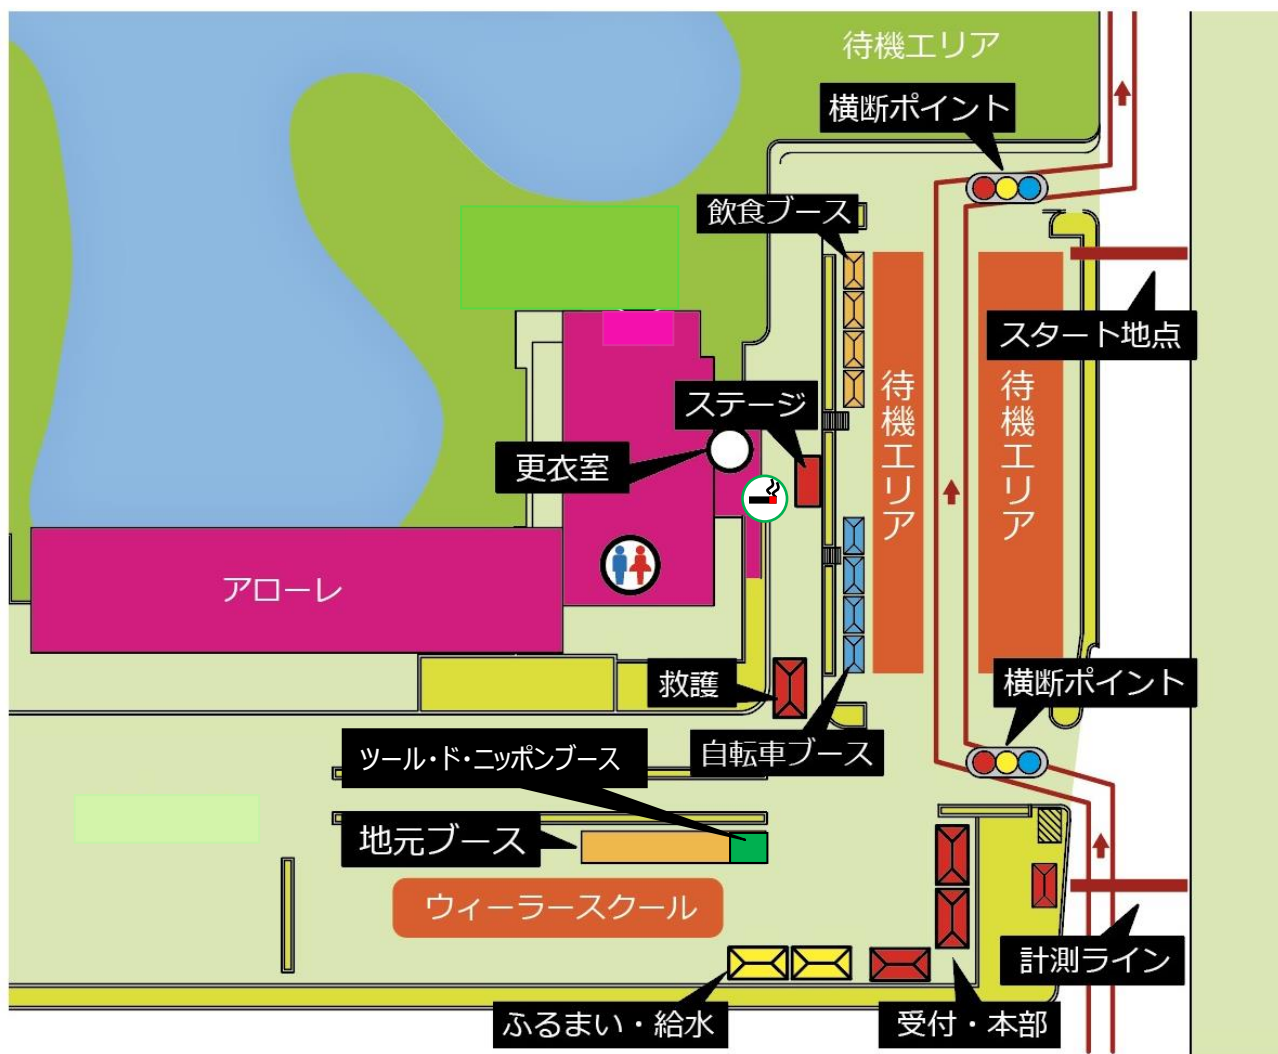 待機エリア
横断ポイント
飲食ブース
スタート地点
待機エリア
待機エリア
ステージ
更衣室
アローレ
救護
横断ポイント
自転車ブース
ツール・ド・ニッポンブース
地元ブース
ウィーラースクール
計測ライン
ふるまい・給水
受付・本部